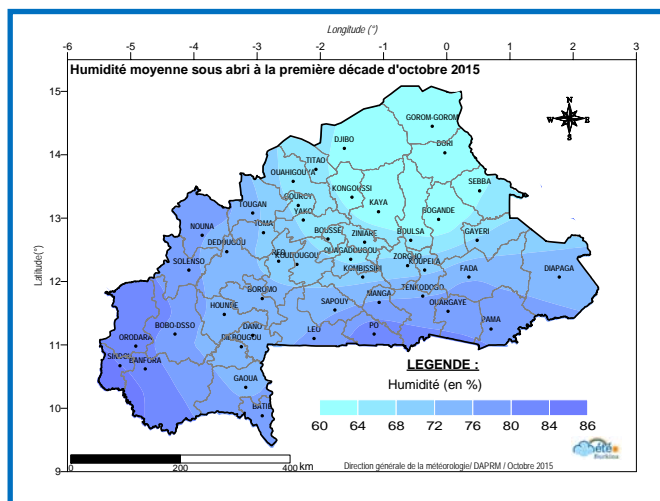 Longitude (°)
-6 -5 -4 -3 -2 -1 0 1 2 3
Humidité moyenne sous abri à la première décade d'octobre 2015
15
GOROM-GOROM
N
W E
S
DJIBO
DORI
14
TITAO
OUAHIGOUYA
SEBBA
KONGOUSSI
TOUGAN
GOURCY
KAYA
YAKO
BOGANDE
13
NOUNA
TOMA
BOUSSE
ZINIARE
BOULSA
GAYERI
DEDOUGOU
OUAGADOUGOU
ZORGHO
SOLENSO
REO
KOUDOUGOU
KOMBISSIRI
KOUPELA
FADA
DIAPAGA
Latitude(°)
12
BOROMO
TENKODOGO
HOUNDE
SAPOUY
MANGA
OUARGAYE
BOBO-DSSO
DANO
LEO
PO
PAMA
ORODARA
DIEBOUGOU
11
SINDOU
BANFORA
LEGENDE :
GAOUA
Humidité (en %)
10
BATIE
60 64 68 72 76 80 84 86
météo
Burkina
9
0 200 400 km
Direction générale de la météorologie/ DAPRM / Octobre 2015